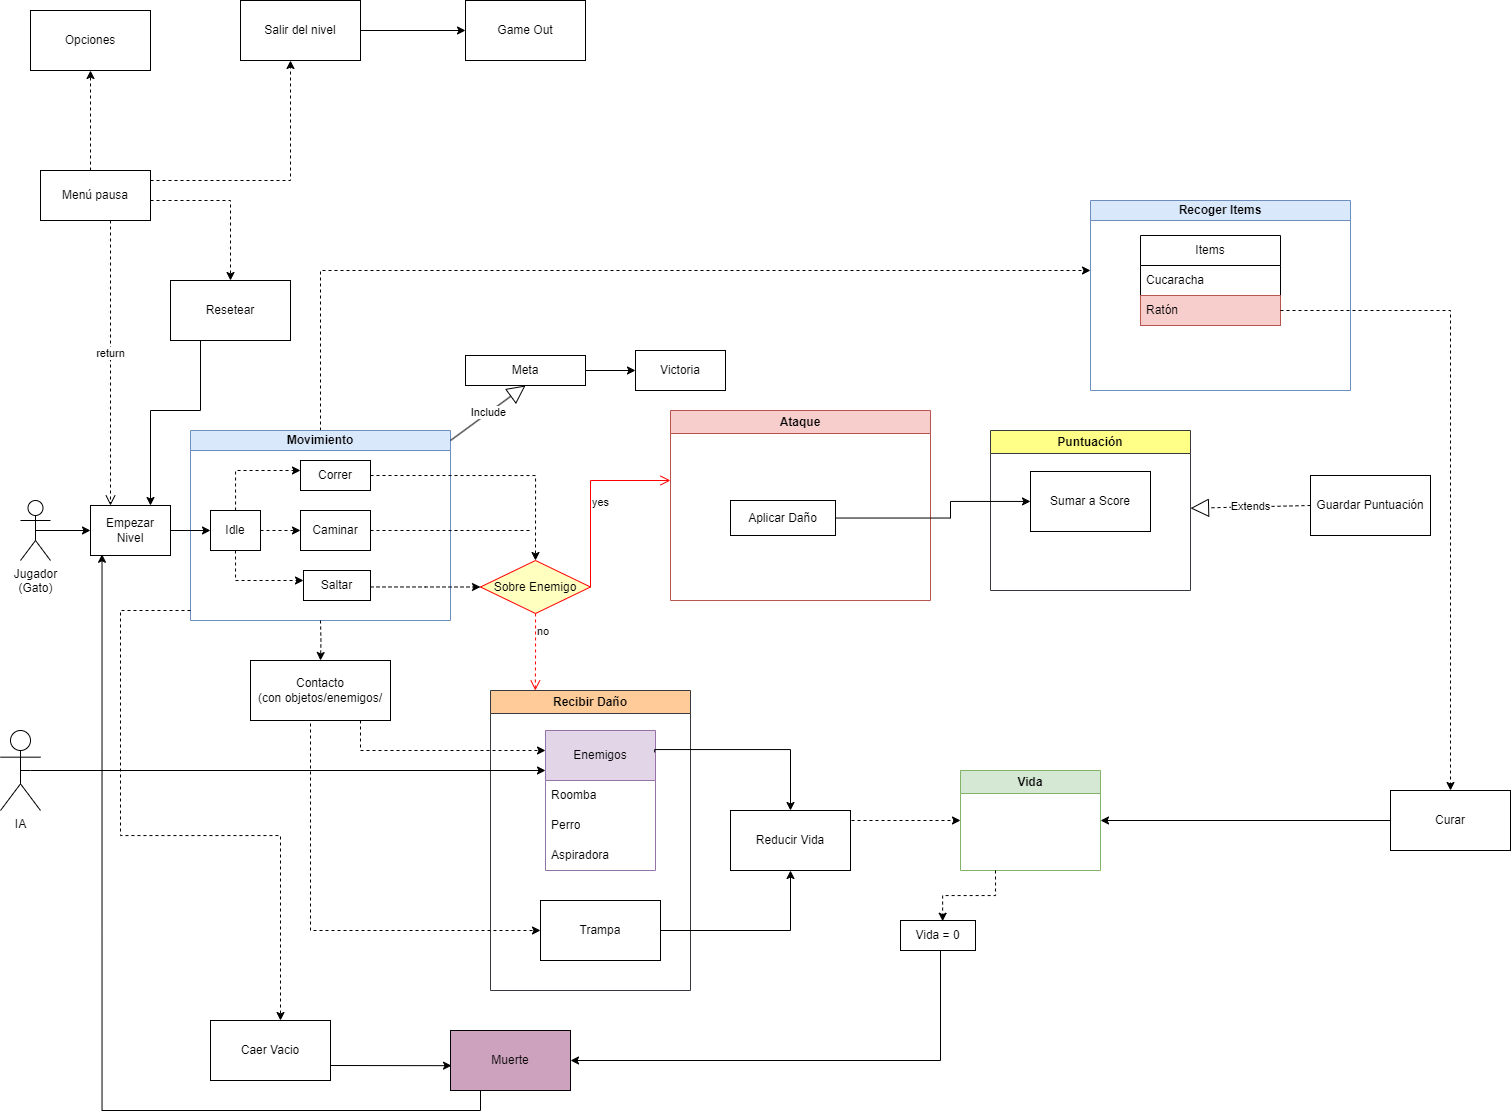 Opciones
Salir del nivel
Game Out
Menú pausa
Recoger Items
Items
Cucaracha
Ratón
Resetear
return
Meta
Victoria
Include
Movimiento
Correr
Idle
Caminar
Saltar
Ataque
Aplicar Daño
Puntuación
Sumar a Score
Extends
Guardar Puntuación
Empezar
Nivel
Jugador
(Gato)
Sobre Enemigo
yes
no
Contacto
(con objetos/enemigos/
Recibir Daño
Enemigos
Roomba
Perro
Aspiradora
IA
Reducir Vida
Vida
Curar
Trampa
Vida = 0
Caer Vacio
Muerte